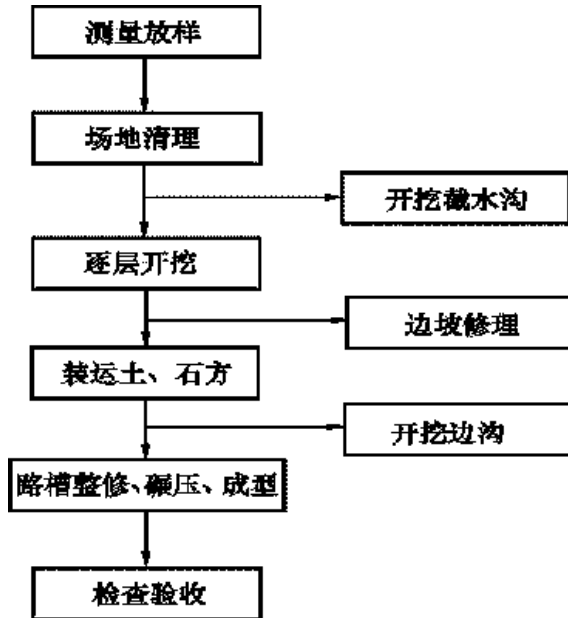 测量放样
场地清理
开挖截水沟
逐层开挖
边坡修理
装运土、石方
开挖边沟
路槽整修、碾压、成型
检查验收